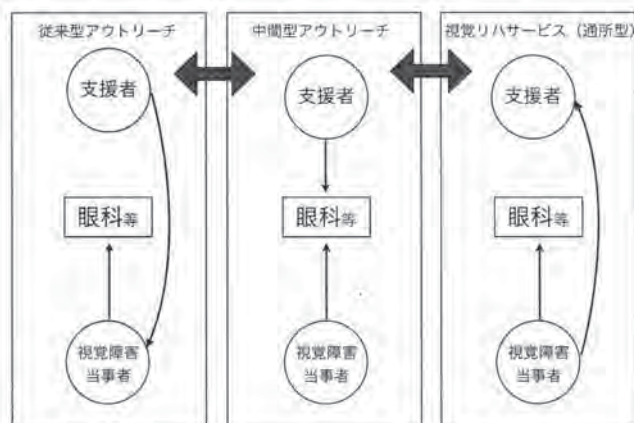 従来型アウトリーチ
支援者
眼科等
視覚障害
当事者
中間型アウトリーチ
支援者
眼科等
視覚障害
当事者
視覚リハサービス（通所型）
支援者
眼科等
視覚障害
当事者